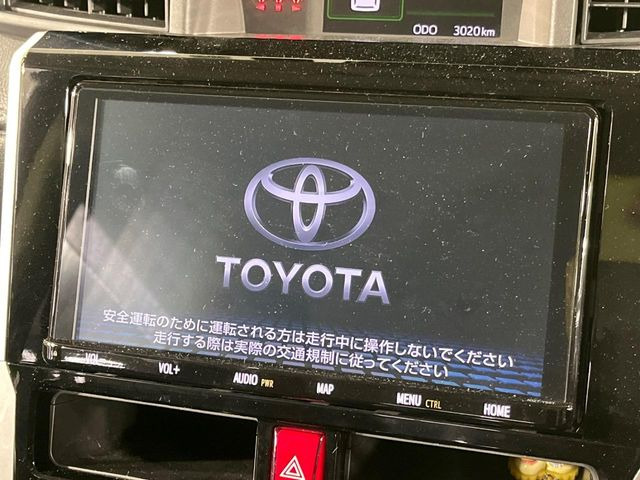 ODO 3020km
TOYOTA
安全運転のために運転される方は走行中に操作しないでください
走行する際は実際の交通規制に従ってください
VOL
VOL+
AUDIO PWR
MAP
MENU CTRL
HOME